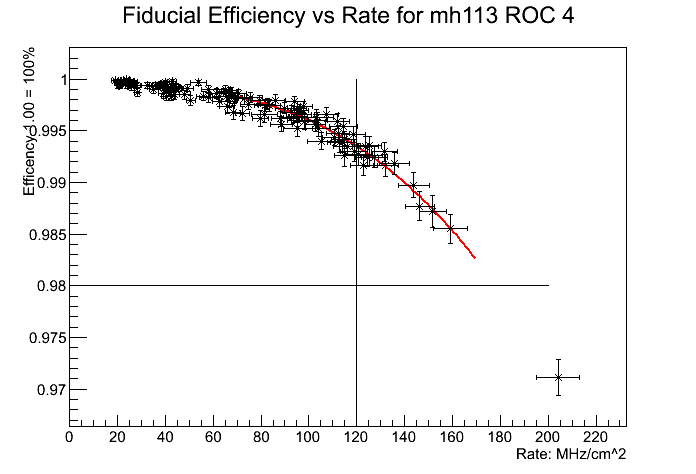 Fiducial Efficiency vs Rate for mh113 ROC 4
Efficency 1.00 = 100%
1
0.995
0.99
0.985
0.98
0.975
0.97
0 20 40 60 80 100 120 140 160 180 200 220
Rate: MHz/cm^2